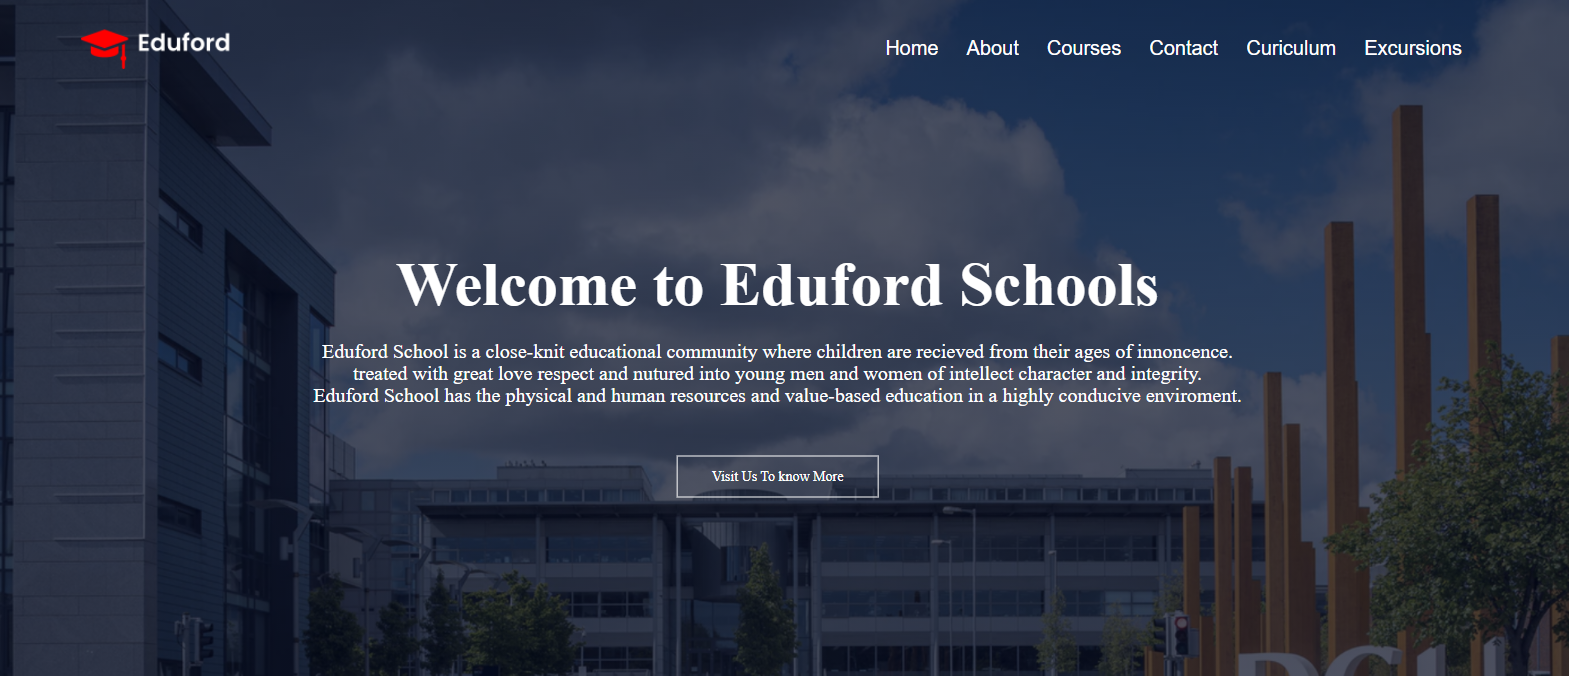 Eduford
Home About Courses Contact Curiculum Excursions
Welcome to Eduford Schools
Eduford School is a close-knit educational community where children are recieved from their ages of innoncence.
treated with great love respect and nutured into young men and women of intellect character and integrity.
Eduford School has the physical and human resources and value-based education in a highly conducive enviroment.
Visit Us To know More